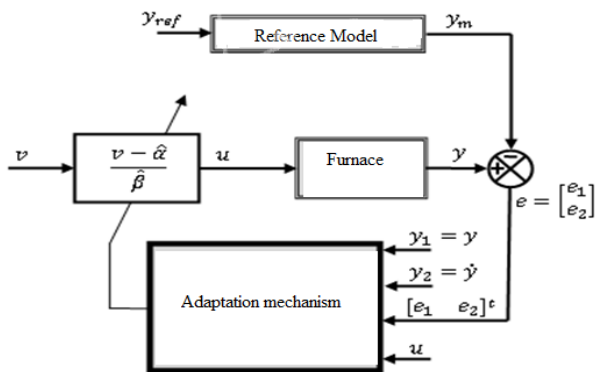 y_ref
Reference Model
y_m
v
v − α̂
β̂
u
Furnace
y
−
+
e = [e₁ e₂]
y₁ = y
y₂ = ẏ
Adaptation mechanism
[e₁ e₂]ᵗ
u